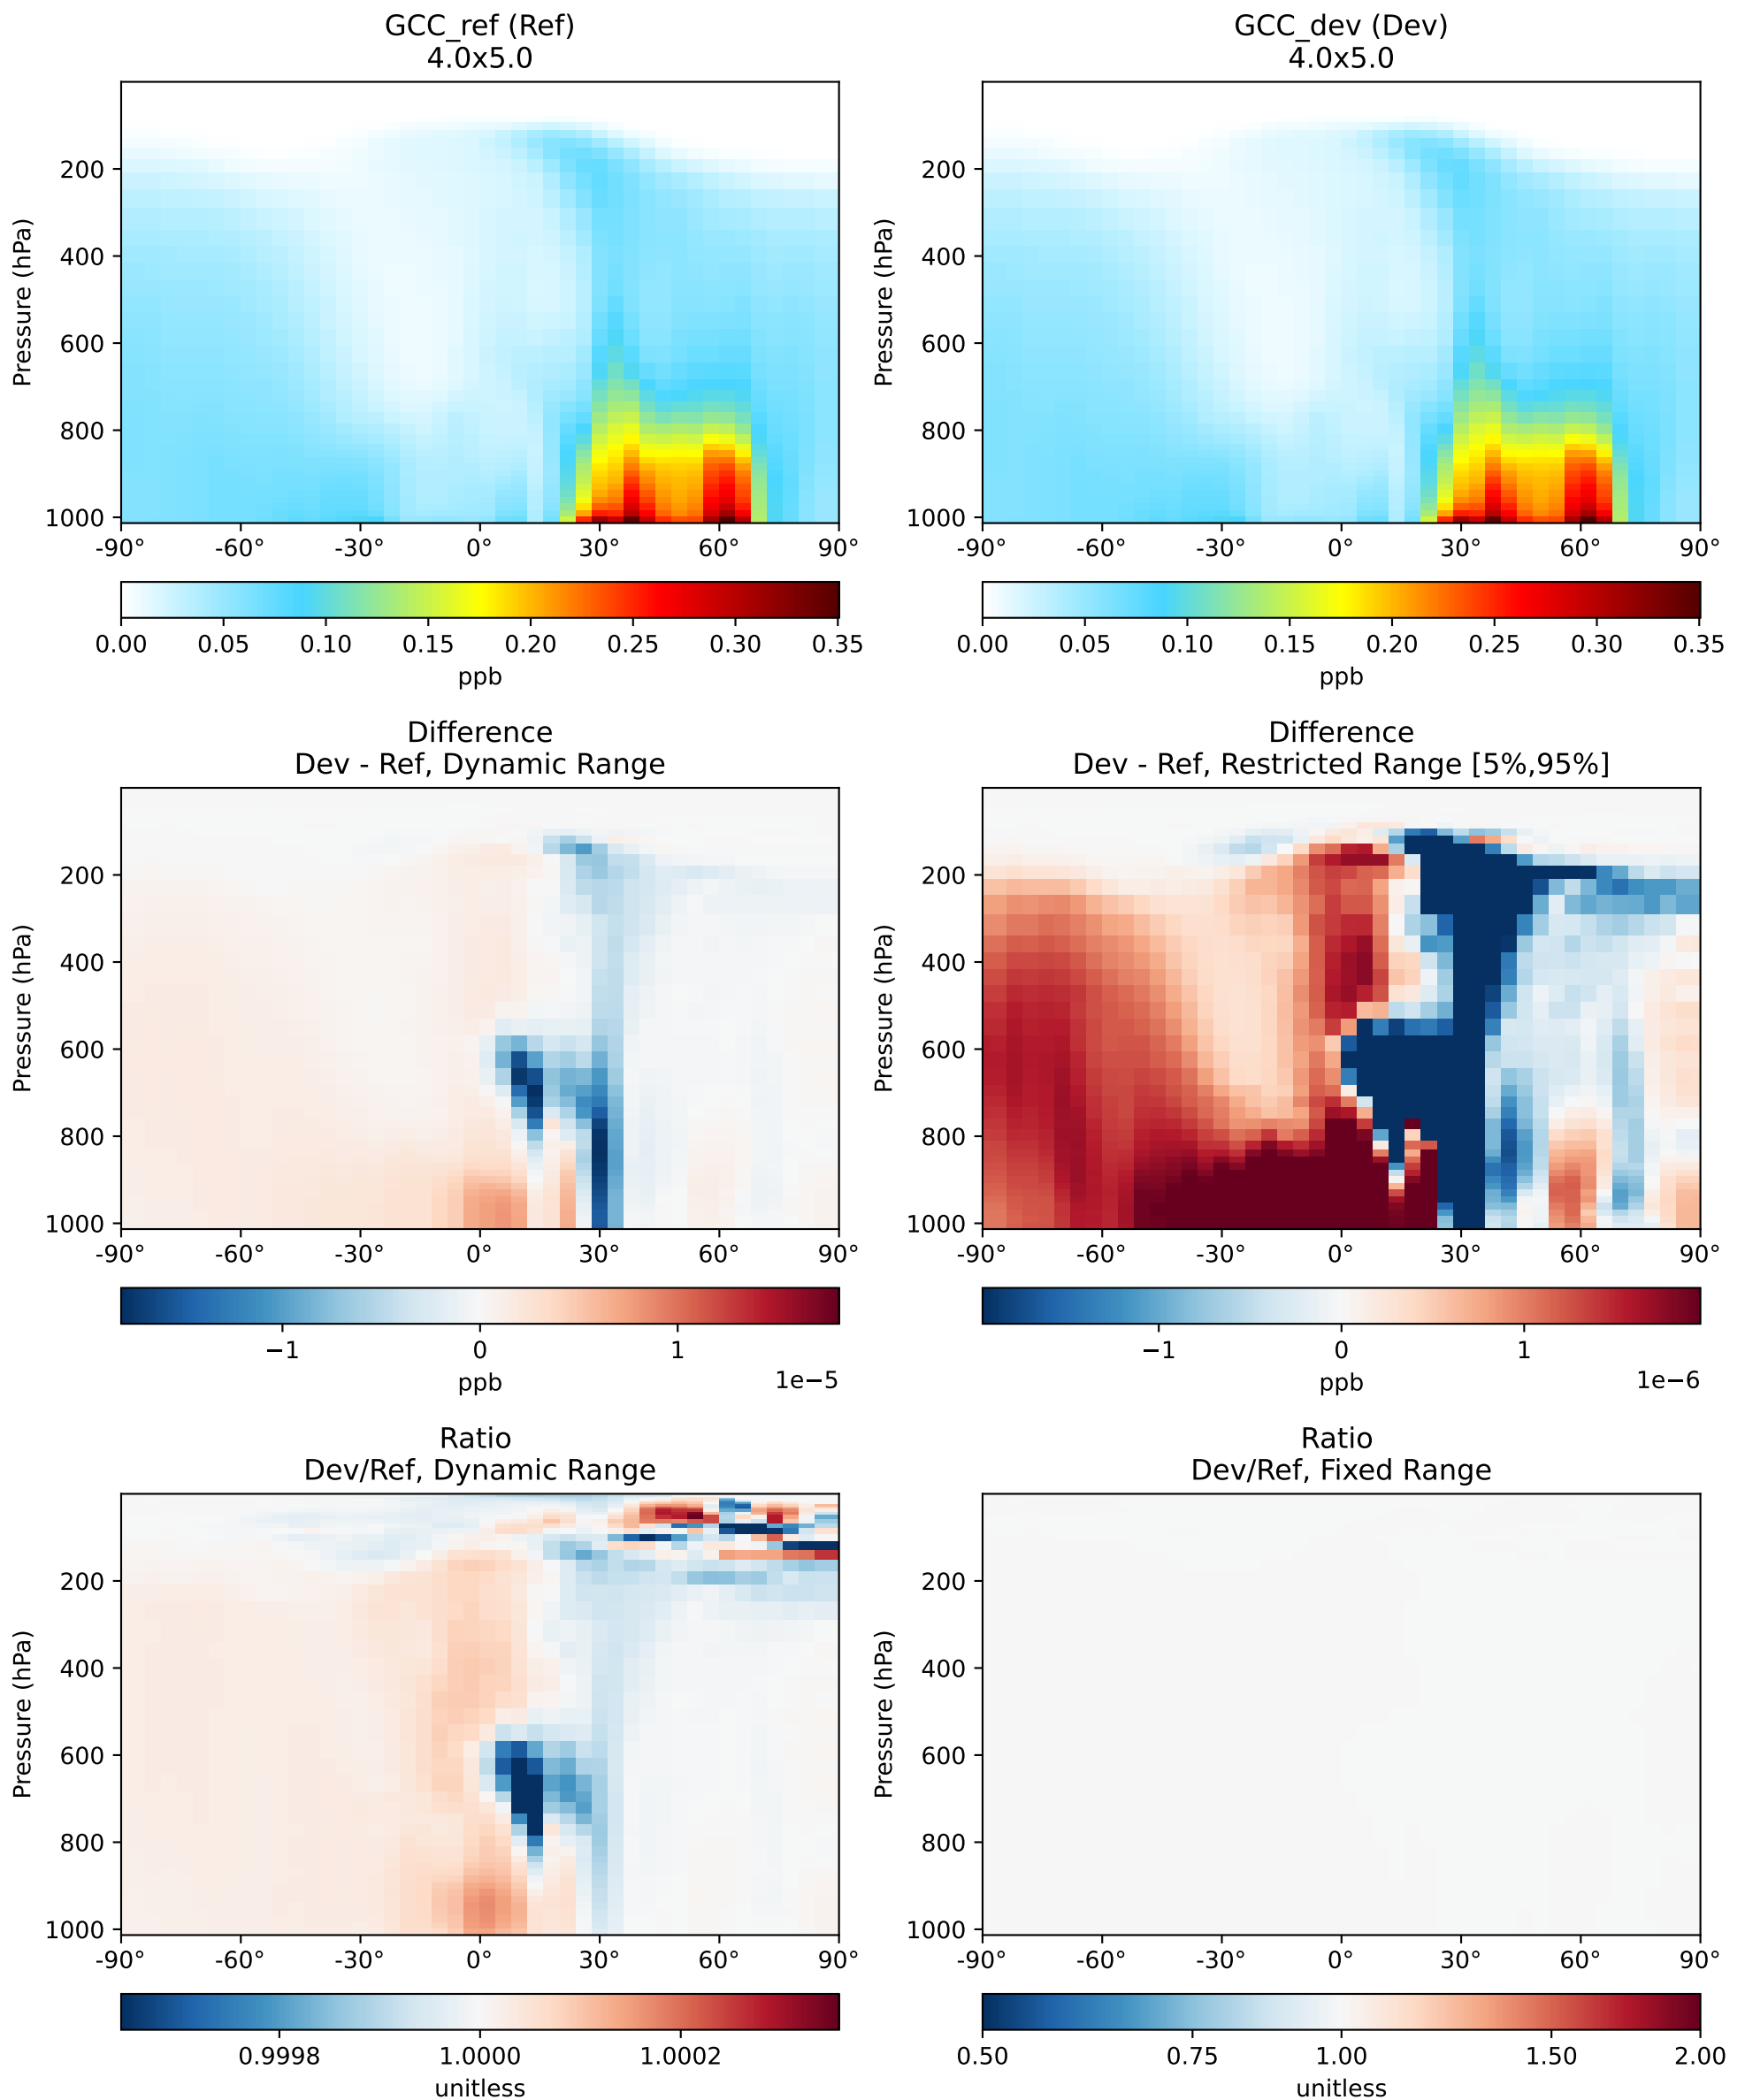 GCC_ref (Ref)
4.0x5.0
Pressure (hPa)
200
400
600
800
1000
-90° -60° -30° 0° 30° 60° 90°
0.00 0.05 0.10 0.15 0.20 0.25 0.30 0.35
ppb
GCC_dev (Dev)
4.0x5.0
Pressure (hPa)
200
400
600
800
1000
-90° -60° -30° 0° 30° 60° 90°
0.00 0.05 0.10 0.15 0.20 0.25 0.30 0.35
ppb
Difference
Dev - Ref, Dynamic Range
Pressure (hPa)
200
400
600
800
1000
-90° -60° -30° 0° 30° 60° 90°
−1 0 1
ppb
1e−5
Difference
Dev - Ref, Restricted Range [5%,95%]
Pressure (hPa)
200
400
600
800
1000
-90° -60° -30° 0° 30° 60° 90°
−1 0 1
ppb
1e−6
Ratio
Dev/Ref, Dynamic Range
Pressure (hPa)
200
400
600
800
1000
-90° -60° -30° 0° 30° 60° 90°
0.9998 1.0000 1.0002
unitless
Ratio
Dev/Ref, Fixed Range
Pressure (hPa)
200
400
600
800
1000
-90° -60° -30° 0° 30° 60° 90°
0.50 0.75 1.00 1.50 2.00
unitless